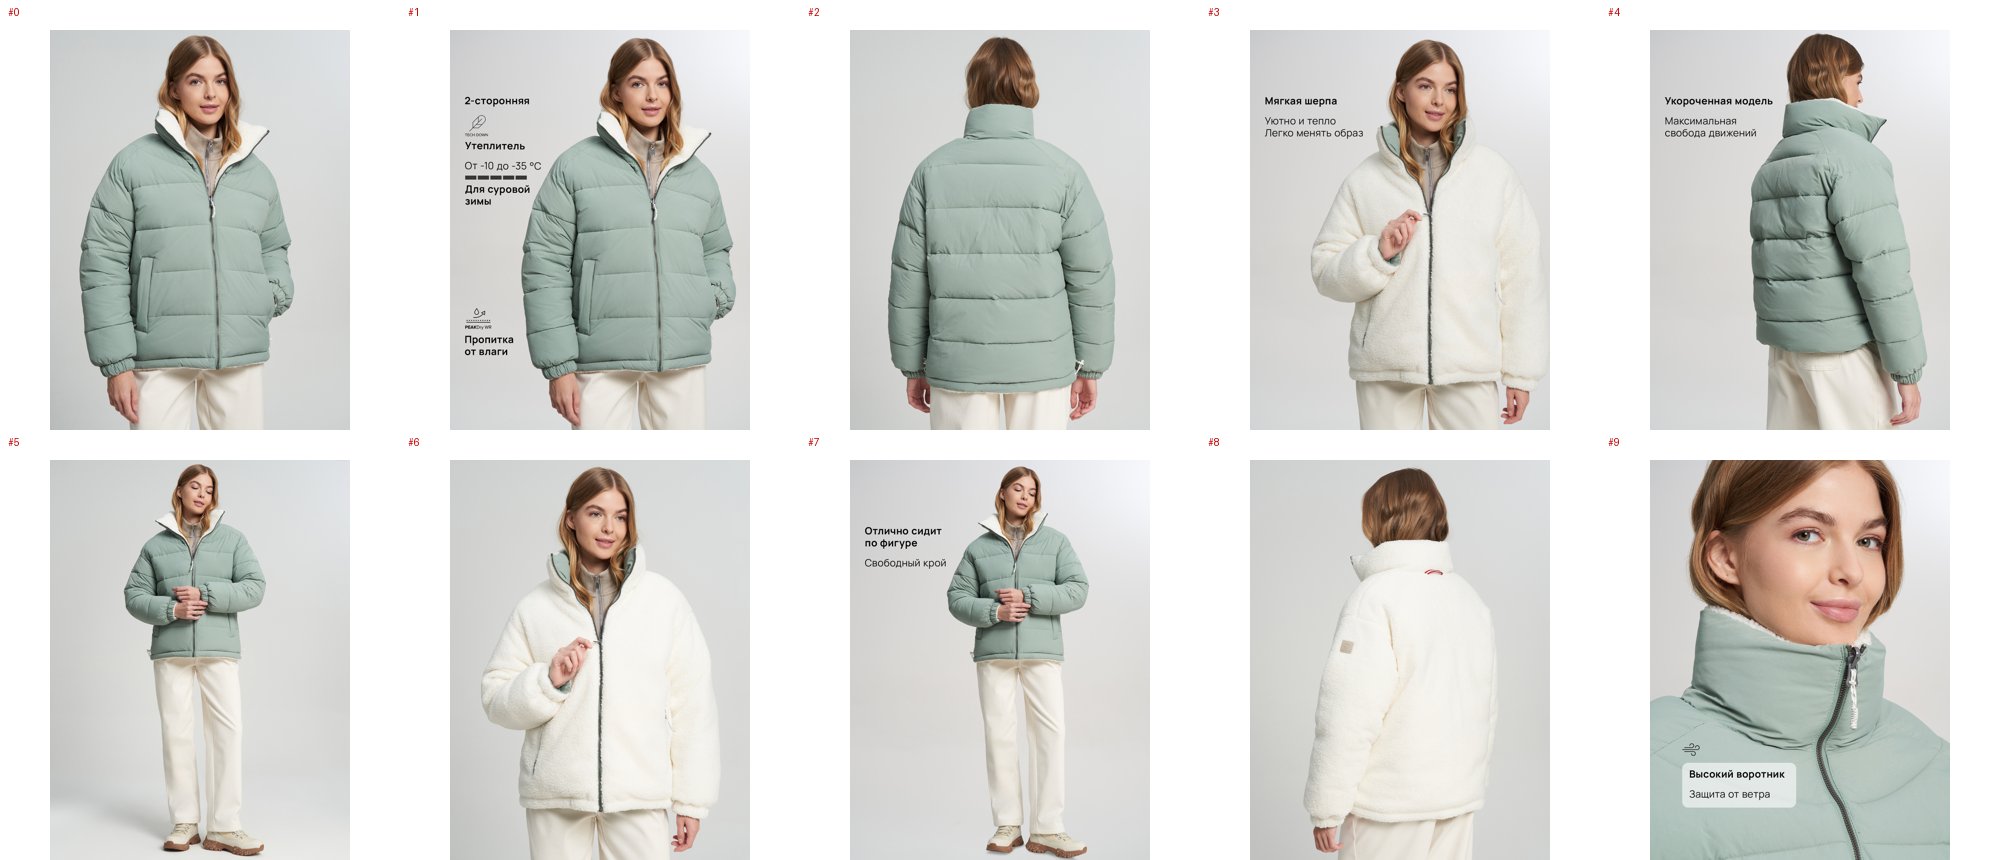 #0
#1
#2
#3
#4
2-сторонняя
TECH DOWN
Утеплитель
От -10 до -35 °C
Для суровой
зимы
PEAKDry WR
Пропитка
от влаги
Мягкая шерпа
Уютно и тепло
Легко менять образ
Укороченная модель
Максимальная
свобода движений
#5
#6
#7
#8
#9
Отлично сидит
по фигуре
Свободный крой
Высокий воротник
Защита от ветра